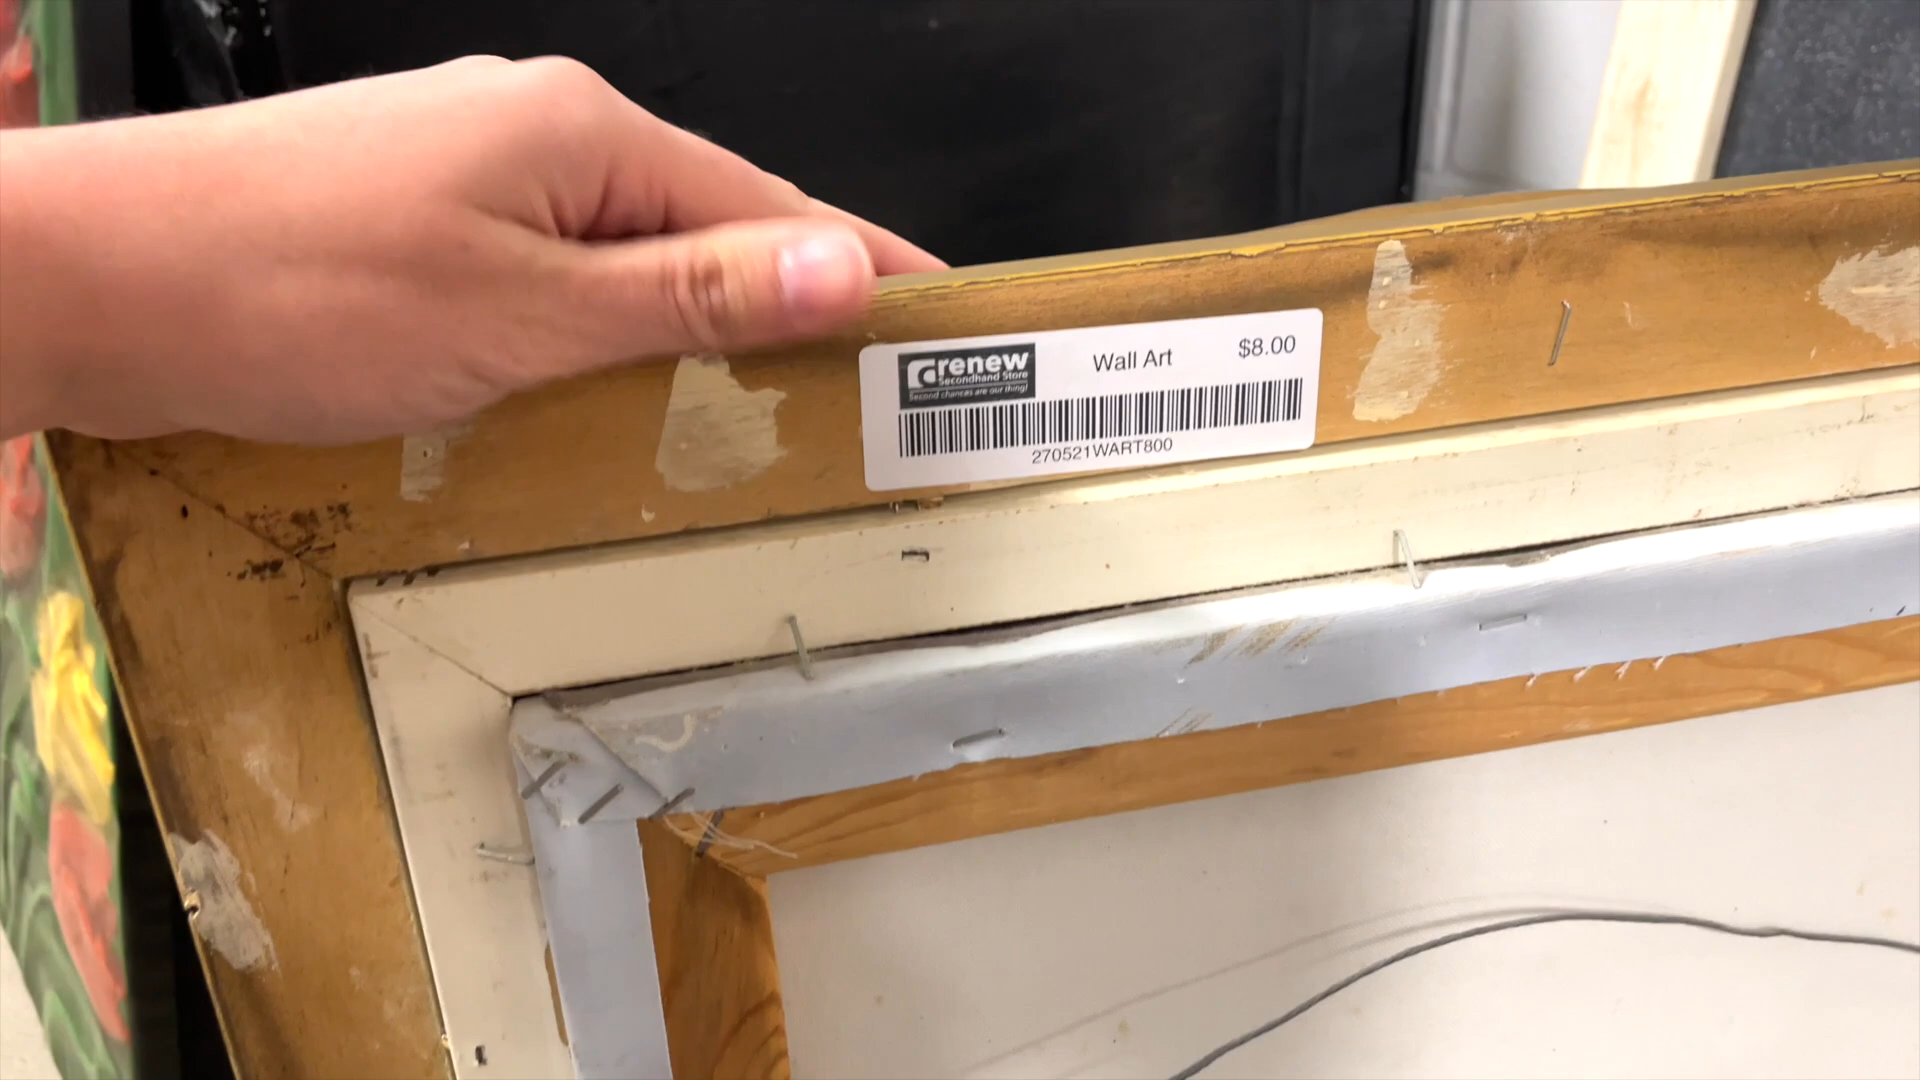 renew
Secondhand Store
Second chances are our thing!
Wall Art
$8.00
270521WART800